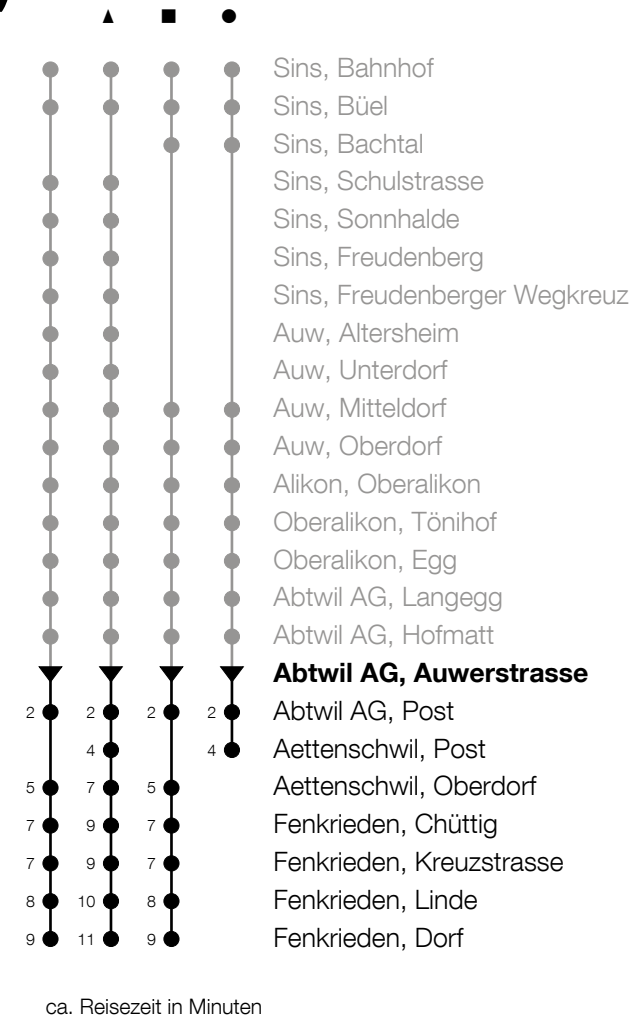 Sins, Bahnhof
Sins, Büel
Sins, Bachtal
Sins, Schulstrasse
Sins, Sonnhalde
Sins, Freudenberg
Sins, Freudenberger Wegkreuz
Auw, Altersheim
Auw, Unterdorf
Auw, Mitteldorf
Auw, Oberdorf
Alikon, Oberalikon
Oberalikon, Tönihof
Oberalikon, Egg
Abtwil AG, Langegg
Abtwil AG, Hofmatt
Abtwil AG, Auwerstrasse
2 2 2 2 Abtwil AG, Post
4 4 Aettenschwil, Post
5 7 5 Aettenschwil, Oberdorf
7 9 7 Fenkrieden, Chüttig
7 9 7 Fenkrieden, Kreuzstrasse
8 10 8 Fenkrieden, Linde
9 11 9 Fenkrieden, Dorf
ca. Reisezeit in Minuten